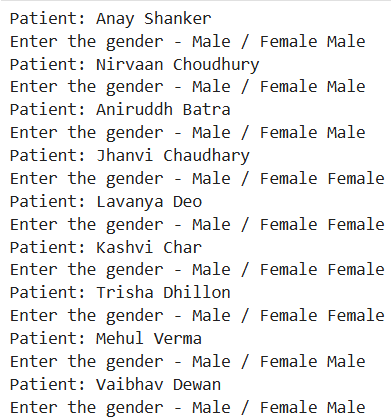 Patient: Anay Shanker
Enter the gender - Male / Female Male
Patient: Nirvaan Choudhury
Enter the gender - Male / Female Male
Patient: Aniruddh Batra
Enter the gender - Male / Female Male
Patient: Jhanvi Chaudhary
Enter the gender - Male / Female Female
Patient: Lavanya Deo
Enter the gender - Male / Female Female
Patient: Kashvi Char
Enter the gender - Male / Female Female
Patient: Trisha Dhillon
Enter the gender - Male / Female Female
Patient: Mehul Verma
Enter the gender - Male / Female Male
Patient: Vaibhav Dewan
Enter the gender - Male / Female Male